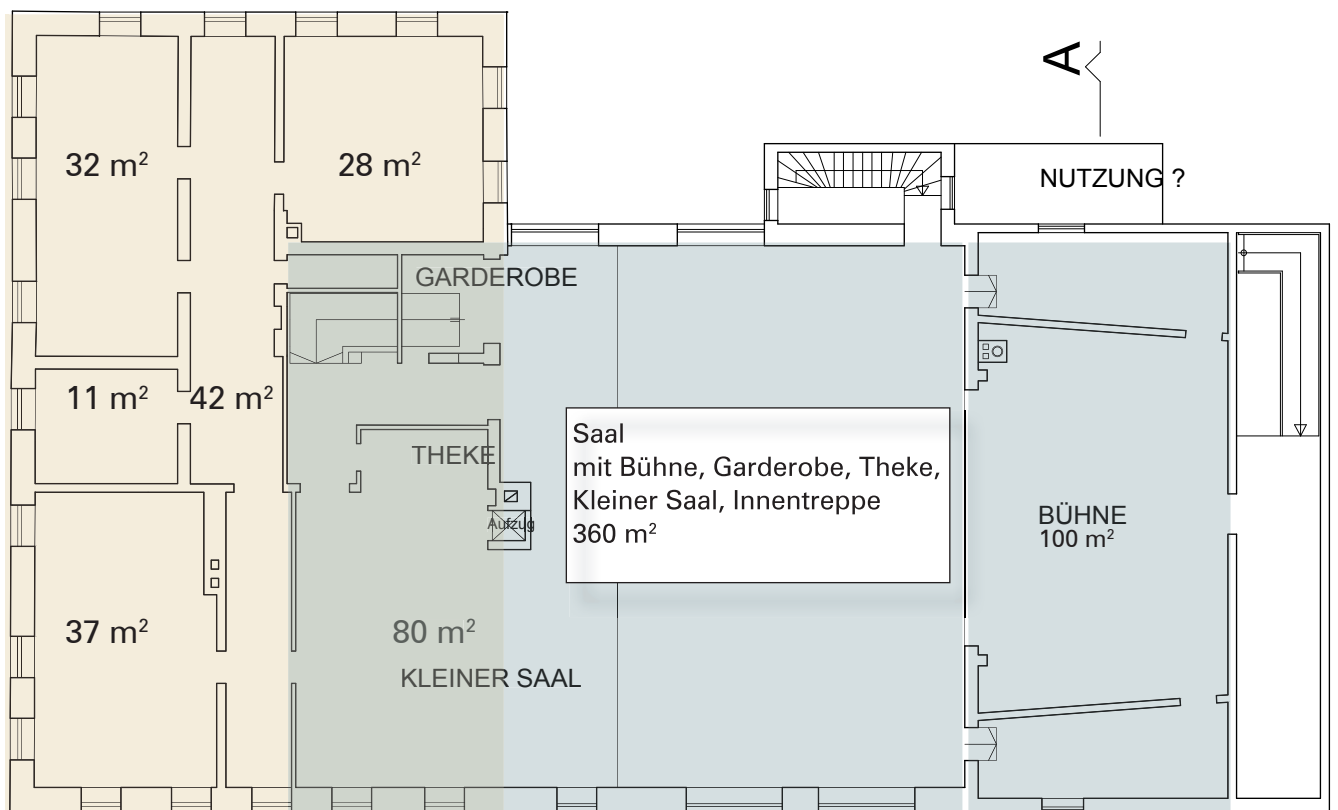 A
32 m²
28 m²
NUTZUNG ?
GARDEROBE
11 m²
42 m²
THEKE
Aufzug
Saal
mit Bühne, Garderobe, Theke,
Kleiner Saal, Innentreppe
360 m²
BÜHNE
100 m²
37 m²
80 m²
KLEINER SAAL